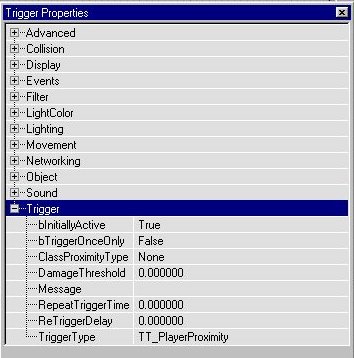 Trigger Properties
Advanced
Collision
Display
Events
Filter
LightColor
Lighting
Movement
Networking
Object
Sound
Trigger
bInitiallyActive True
bTriggerOnceOnly False
ClassProximityType None
DamageThreshold 0.000000
Message
RepeatTriggerTime 0.000000
ReTriggerDelay 0.000000
TriggerType TT_PlayerProximity